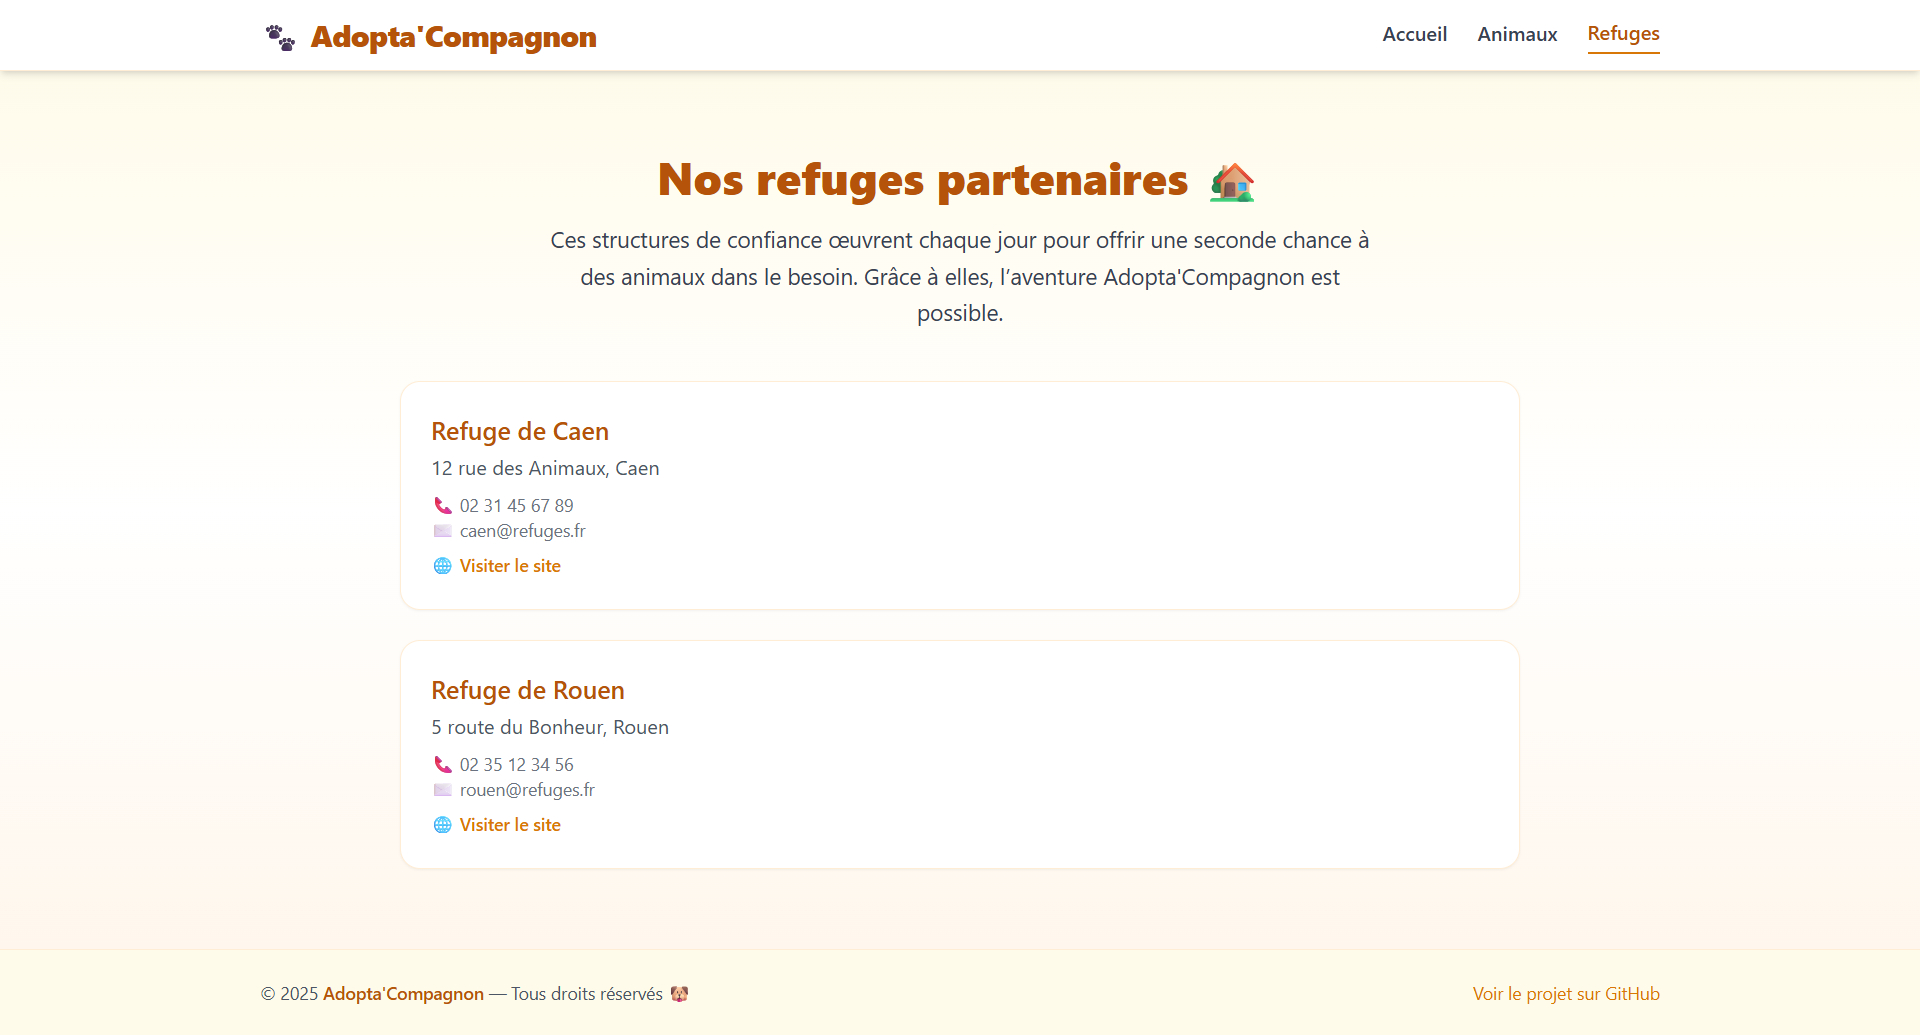 🐾 Adopta'Compagnon
Accueil Animaux Refuges
Nos refuges partenaires 🏡
Ces structures de confiance œuvrent chaque jour pour offrir une seconde chance à
des animaux dans le besoin. Grâce à elles, l’aventure Adopta'Compagnon est
possible.
Refuge de Caen
12 rue des Animaux, Caen
📞 02 31 45 67 89
✉️ caen@refuges.fr
🌐 Visiter le site
Refuge de Rouen
5 route du Bonheur, Rouen
📞 02 35 12 34 56
✉️ rouen@refuges.fr
🌐 Visiter le site
© 2025 Adopta'Compagnon — Tous droits réservés 🐶
Voir le projet sur GitHub